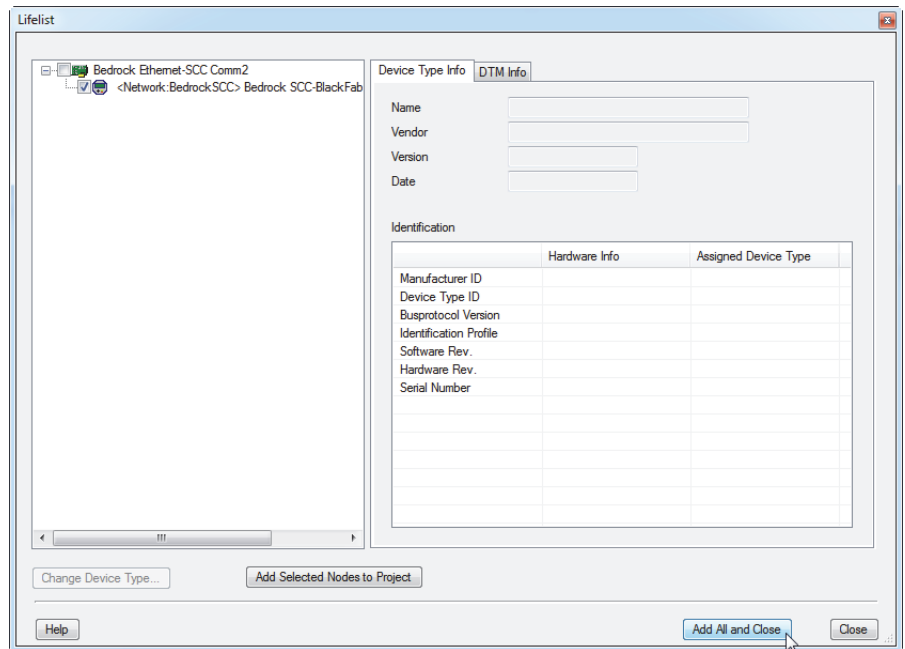 Lifelist
Bedrock Ethernet-SCC Comm2
<Network:BedrockSCC> Bedrock SCC-BlackFab
Device Type Info
DTM Info
Name
Vendor
Version
Date
Identification
Hardware Info
Assigned Device Type
Manufacturer ID
Device Type ID
Busprotocol Version
Identification Profile
Software Rev.
Hardware Rev.
Serial Number
Change Device Type...
Add Selected Nodes to Project
Help
Add All and Close
Close